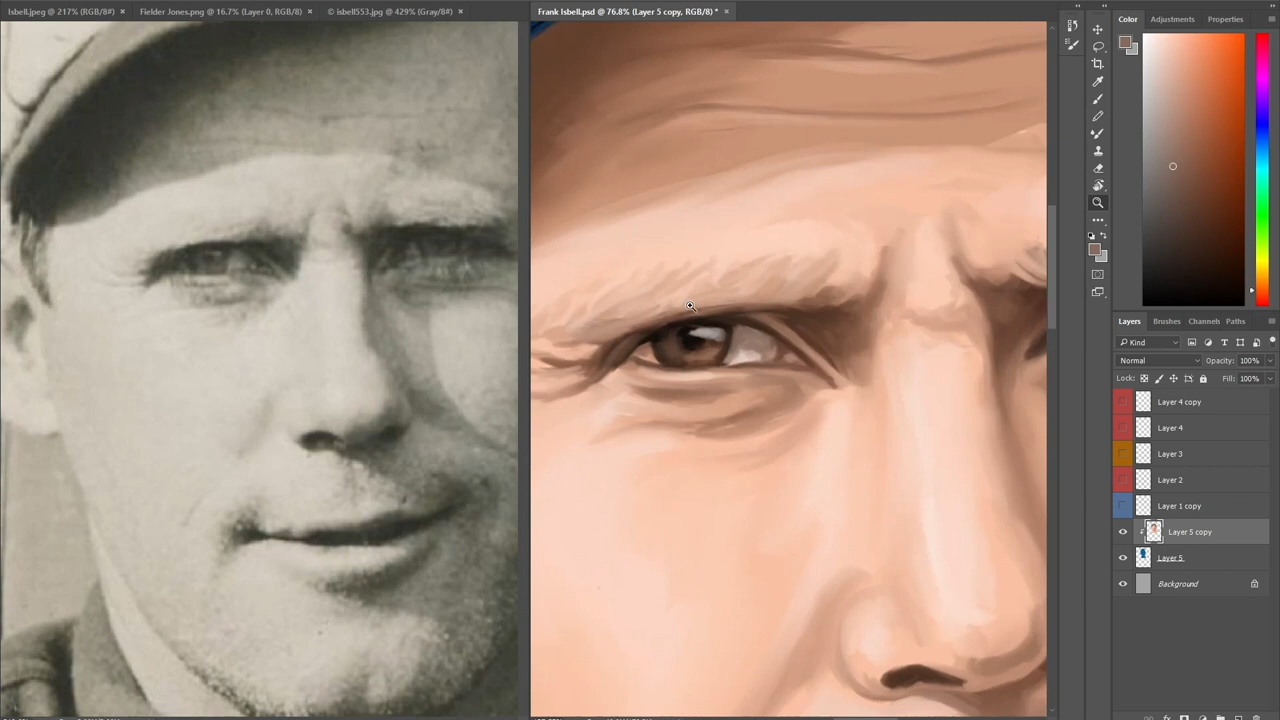 Isbell.jpeg @ 217% (RGB/8#) × Fielder Jones.png @ 16.7% (Layer 0, RGB/8) × © isbell553.jpg @ 429% (Gray/8#) ×
Frank Isbell.psd @ 76.8% (Layer 5 copy, RGB/8) * ×
Color Adjustments Properties
Layers Brushes Channels Paths
Kind
Normal Opacity: 100%
Lock: Fill: 100%
Layer 4 copy
Layer 4
Layer 3
Layer 2
Layer 1 copy
Layer 5 copy
Layer 5
Background